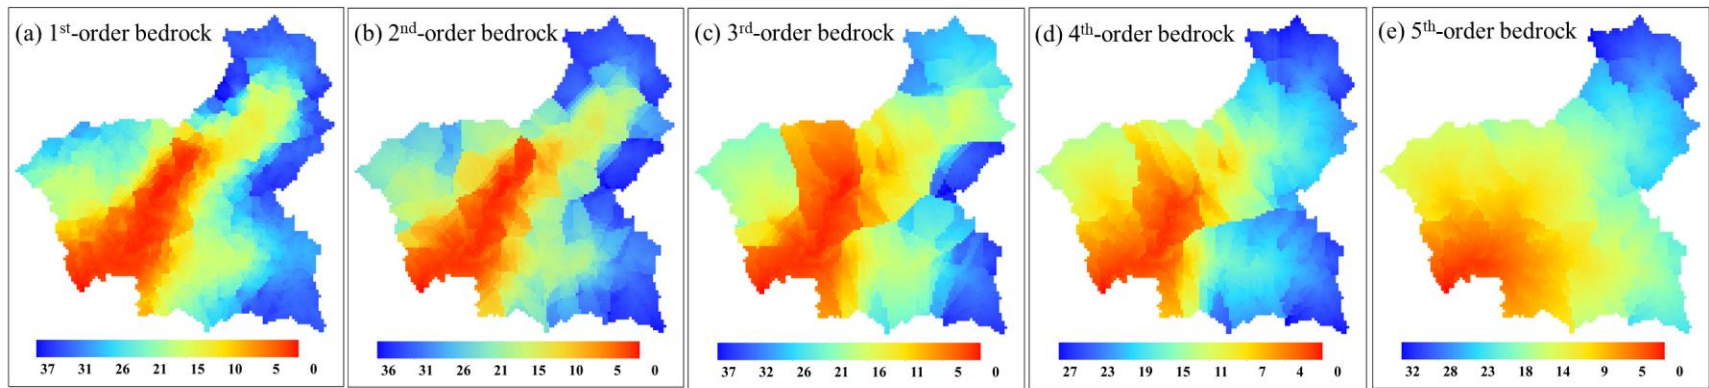 (a) 1st-order bedrock
37 31 26 21 15 10 5 0
(b) 2nd-order bedrock
36 31 26 21 15 10 5 0
(c) 3rd-order bedrock
37 32 26 21 16 11 5 0
(d) 4th-order bedrock
27 23 19 15 11 7 4 0
(e) 5th-order bedrock
32 28 23 18 14 9 5 0